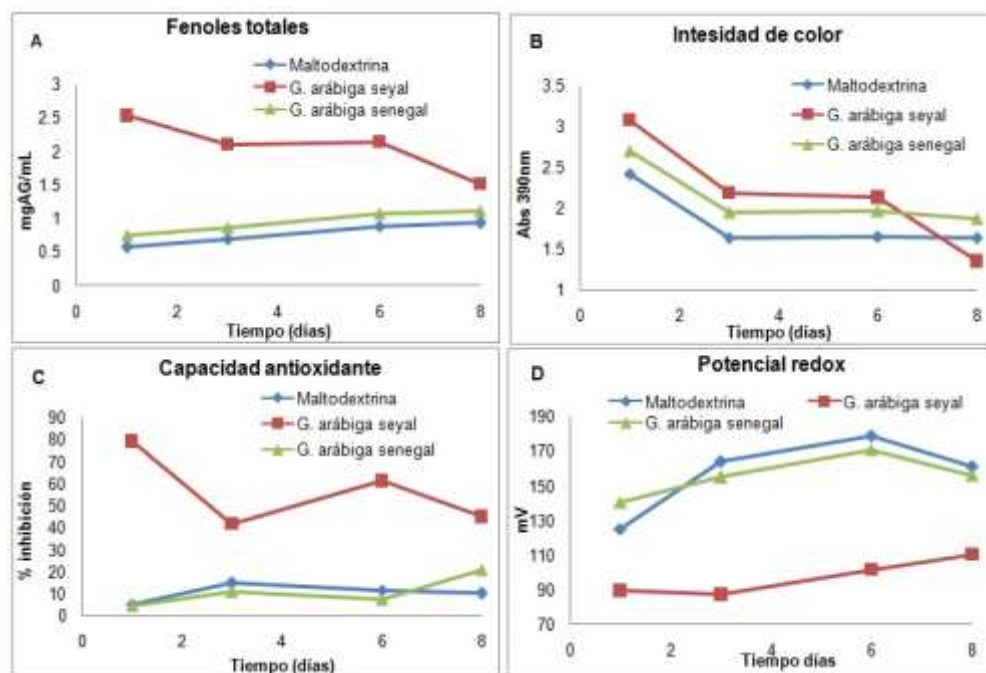 A
Fenoles totales
Maltodextrina
G. arábiga seyal
G. arábiga senegal
3
2.5
2
1.5
1
0.5
0
mgAG/mL
0 2 4 6 8
Tiempo (días)
B
Intesidad de color
Maltodextrina
G. arábiga seyal
G. arábiga senegal
3.5
3
2.5
2
1.5
1
Abs 390nm
0 2 4 6 8
Tiempo (días)
C
Capacidad antioxidante
Maltodextrina
G. arábiga seyal
G. arábiga senegal
90
80
70
60
50
40
30
20
10
0
% inhibición
0 2 4 6 8
Tiempo (días)
D
Potencial redox
Maltodextrina G. arábiga seyal
G. arábiga senegal
190
170
150
130
110
90
70
mV
0 2 4 6 8
Tiempo días